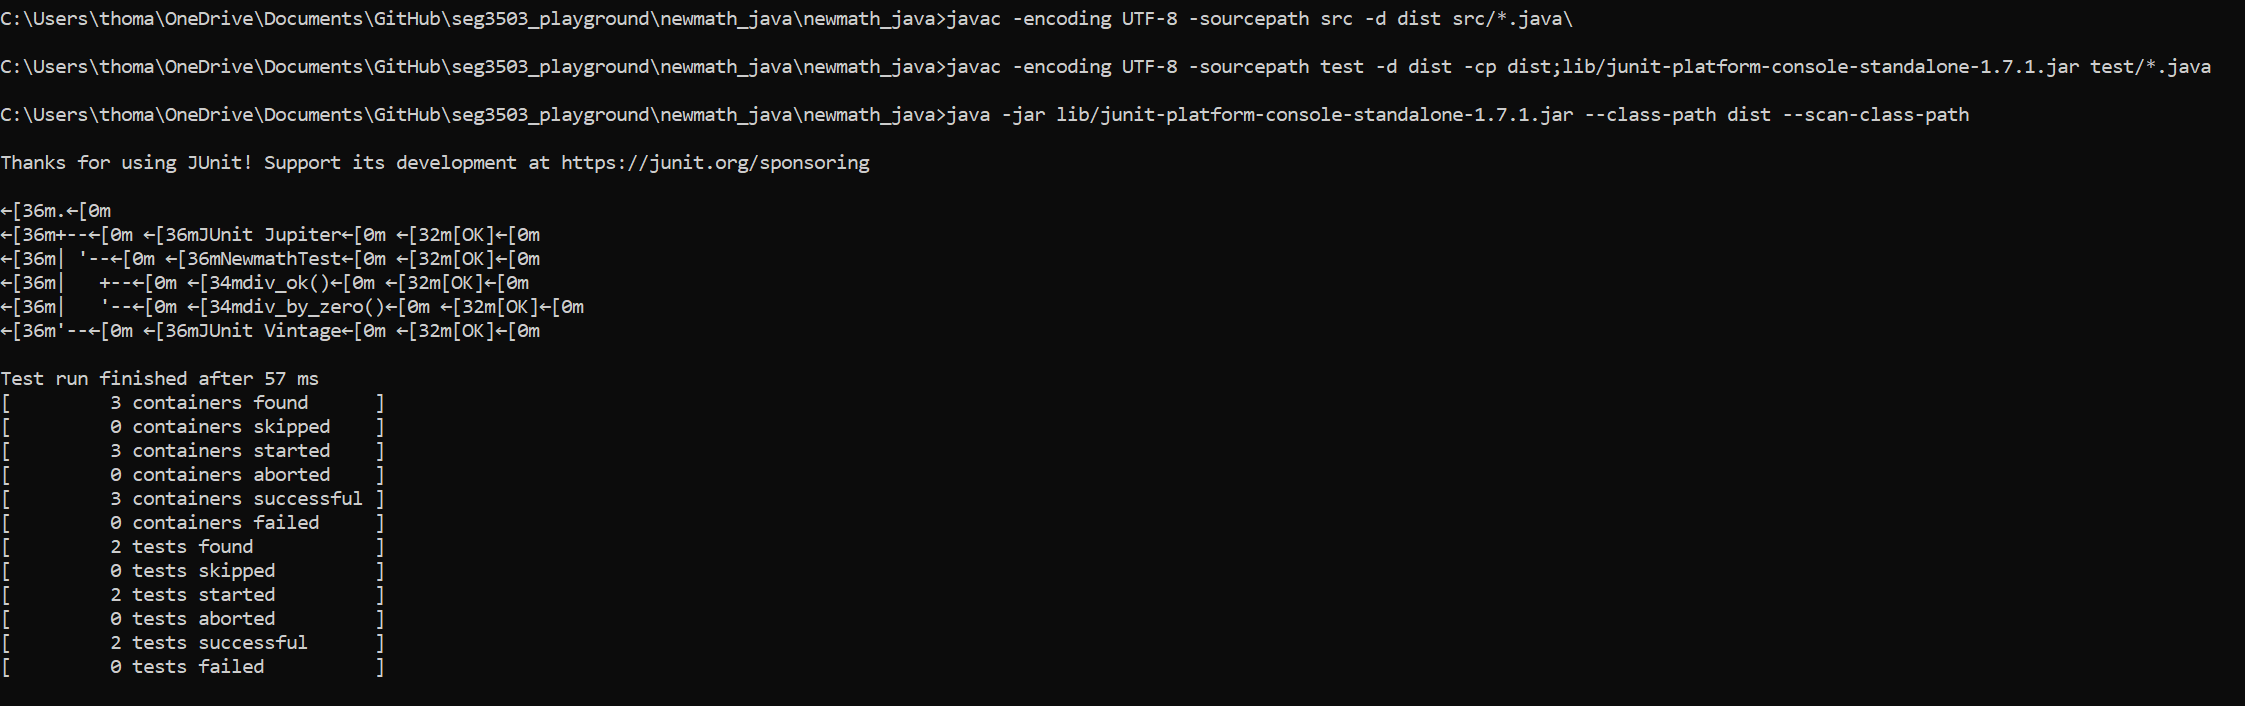 C:\Users\thoma\OneDrive\Documents\GitHub\seg3503_playground\newmath_java\newmath_java>javac -encoding UTF-8 -sourcepath src -d dist src/*.java\
C:\Users\thoma\OneDrive\Documents\GitHub\seg3503_playground\newmath_java\newmath_java>javac -encoding UTF-8 -sourcepath test -d dist -cp dist;lib/junit-platform-console-standalone-1.7.1.jar test/*.java
C:\Users\thoma\OneDrive\Documents\GitHub\seg3503_playground\newmath_java\newmath_java>java -jar lib/junit-platform-console-standalone-1.7.1.jar --class-path dist --scan-class-path
Thanks for using JUnit! Support its development at https://junit.org/sponsoring
←[36m.←[0m
←[36m+--←[0m ←[36mJUnit Jupiter←[0m ←[32m[OK]←[0m
←[36m| '--←[0m ←[36mNewmathTest←[0m ←[32m[OK]←[0m
←[36m|   +--←[0m ←[34mdiv_ok()←[0m ←[32m[OK]←[0m
←[36m|   '--←[0m ←[34mdiv_by_zero()←[0m ←[32m[OK]←[0m
←[36m'--←[0m ←[36mJUnit Vintage←[0m ←[32m[OK]←[0m
Test run finished after 57 ms
[         3 containers found      ]
[         0 containers skipped    ]
[         3 containers started    ]
[         0 containers aborted    ]
[         3 containers successful ]
[         0 containers failed     ]
[         2 tests found           ]
[         0 tests skipped         ]
[         2 tests started         ]
[         0 tests aborted         ]
[         2 tests successful      ]
[         0 tests failed          ]